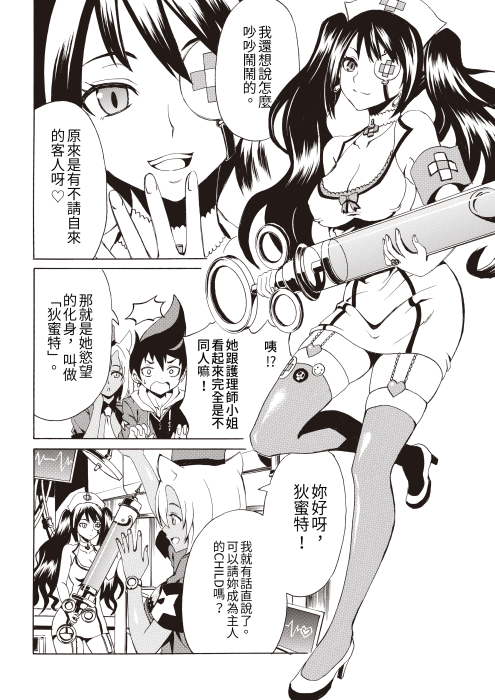 我還想說怎麼
吵吵鬧鬧的。
原來是有不請自來
的客人呀♡
咦!?
她跟護理師小姐
看起來完全是不
同人嘛！
那就是她慾望
的化身，叫做
「狄蜜特」。
妳好呀，
狄蜜特！
我就有話直說了。
可以請妳成為主人
的CHILD嗎？